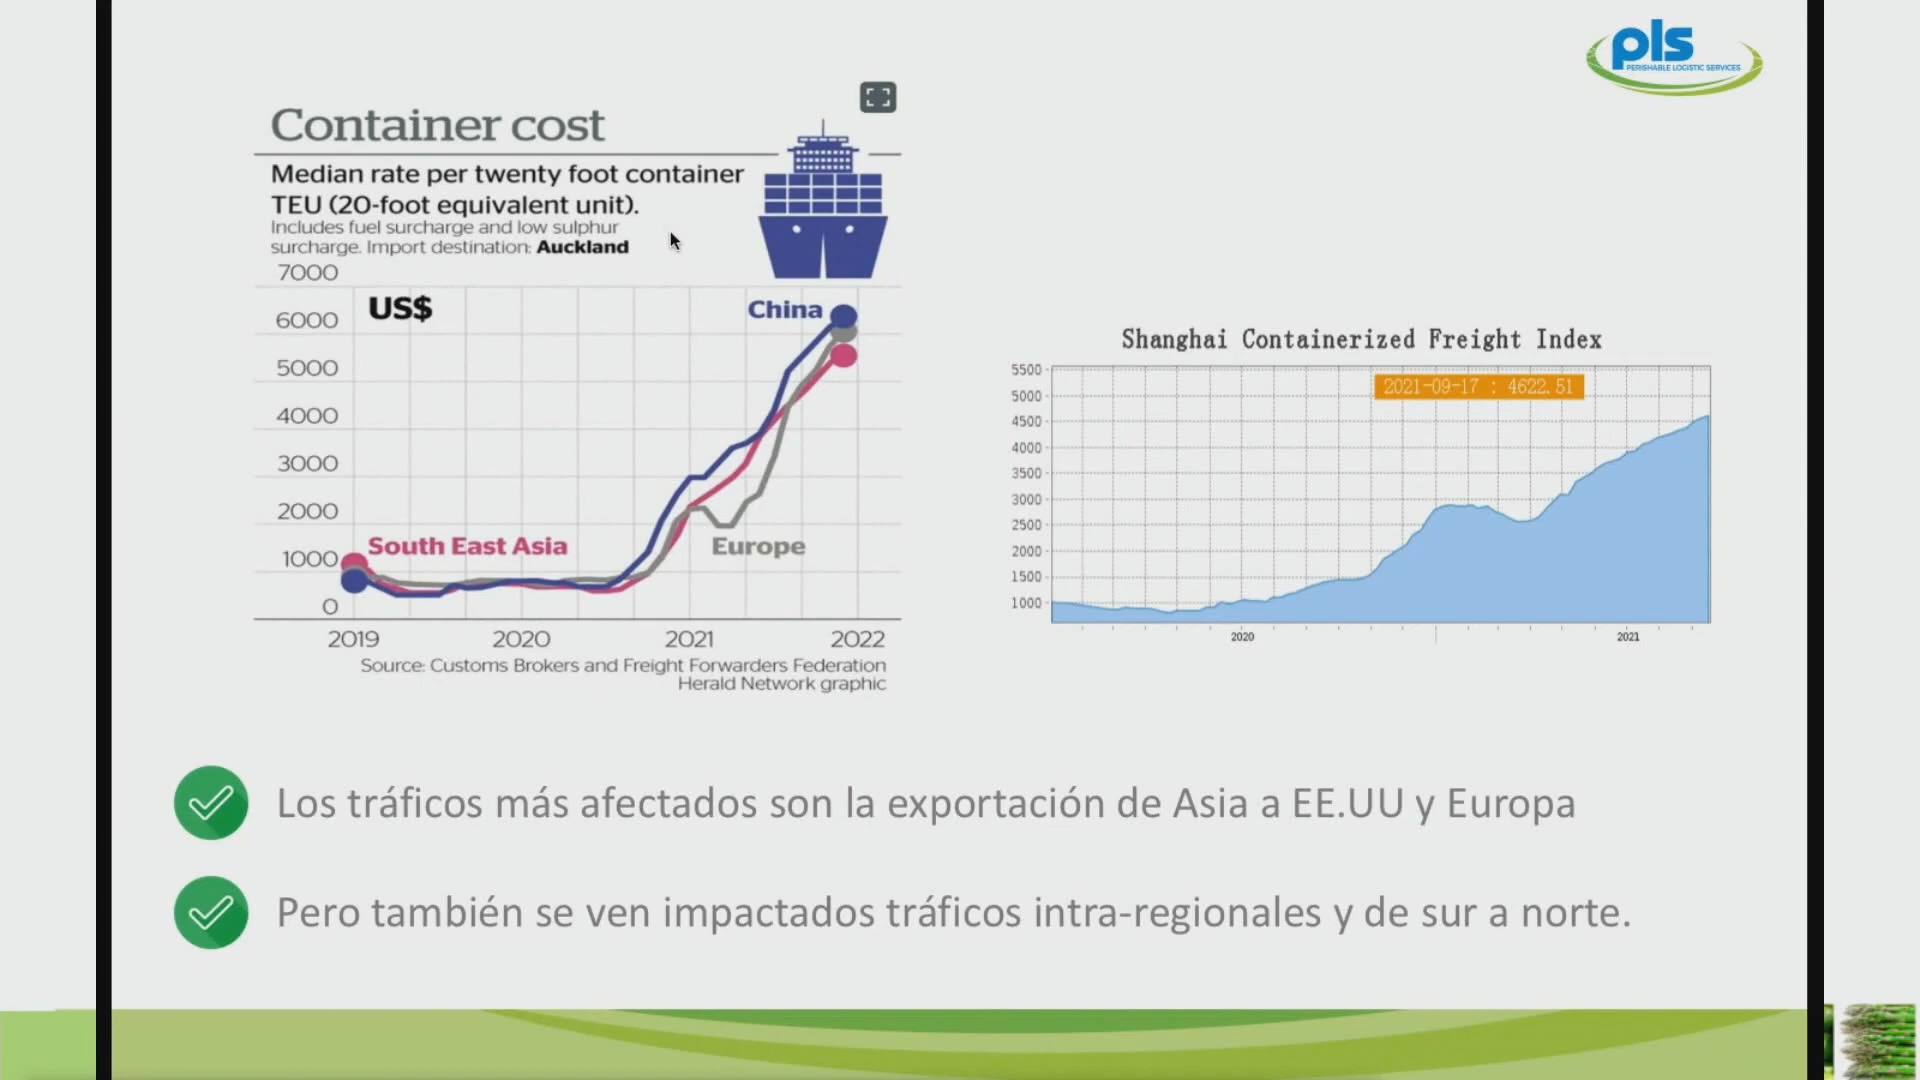 pls
PERISHABLE LOGISTIC SERVICES
Container cost
Median rate per twenty foot container
TEU (20-foot equivalent unit).
Includes fuel surcharge and low sulphur
surcharge. Import destination: Auckland
7000
US$
China
6000
5000
4000
3000
2000
South East Asia
Europe
1000
0
2019 2020 2021 2022
Source: Customs Brokers and Freight Forwarders Federation
Herald Network graphic
Shanghai Containerized Freight Index
2021-09-17 : 4622.51
5500
5000
4500
4000
3500
3000
2500
2000
1500
1000
2020 2021
Los tráficos más afectados son la exportación de Asia a EE.UU y Europa
Pero también se ven impactados tráficos intra-regionales y de sur a norte.